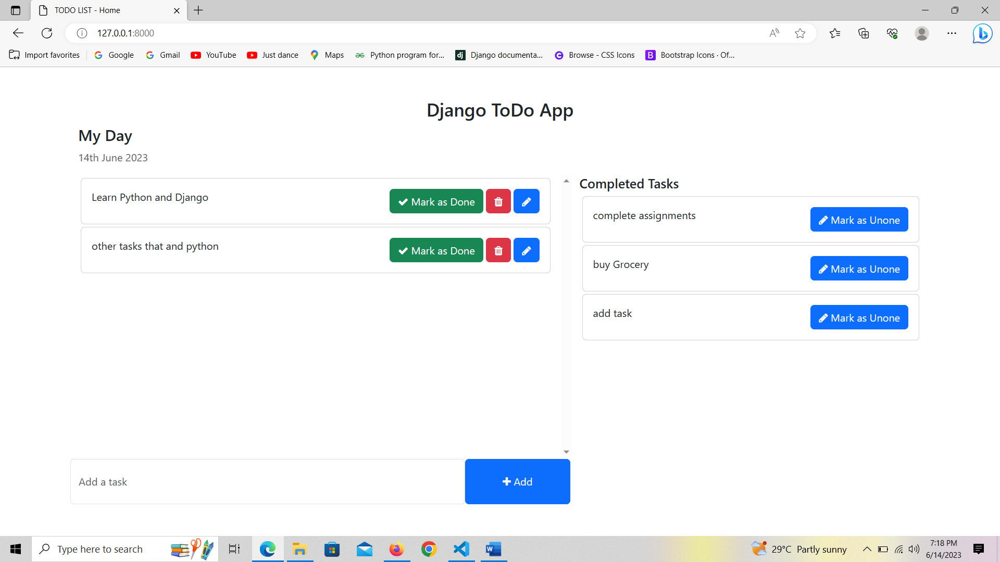 TODO LIST - Home
127.0.0.1:8000
Import favorites Google Gmail YouTube Just dance Maps Python program for... Django documenta... Browse - CSS Icons Bootstrap Icons · Of...
Django ToDo App
My Day
14th June 2023
Learn Python and Django Mark as Done
other tasks that and python Mark as Done
Completed Tasks
complete assignments Mark as Unone
buy Grocery Mark as Unone
add task Mark as Unone
Add a task Add
Type here to search
29°C Partly sunny
7:18 PM
6/14/2023